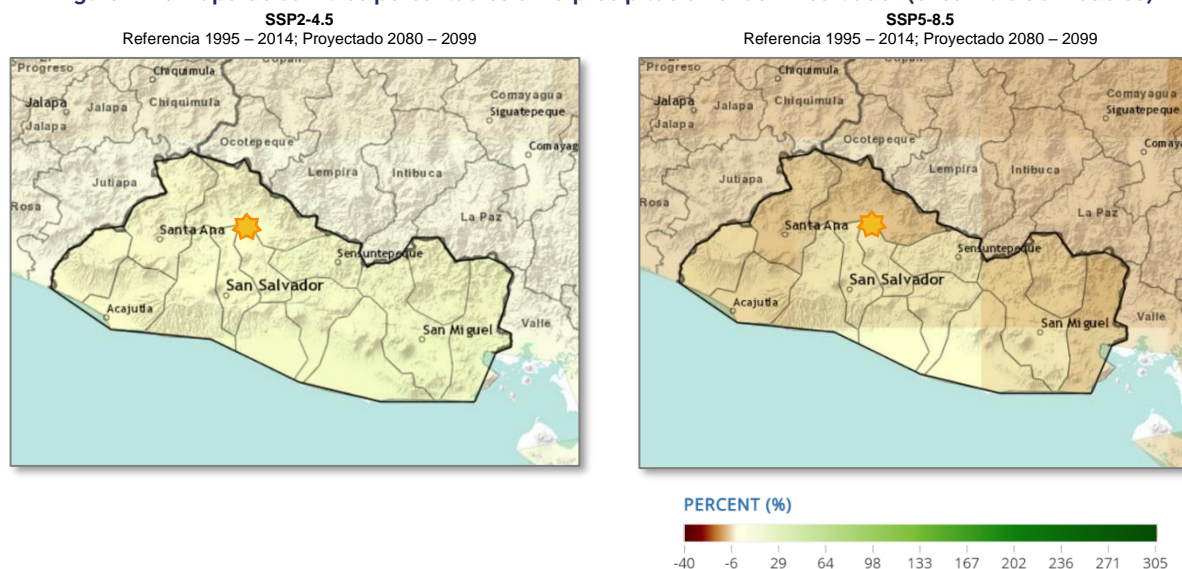 SSP2-4.5
Referencia 1995 – 2014; Proyectado 2080 – 2099
SSP5-8.5
Referencia 1995 – 2014; Proyectado 2080 – 2099
Progreso
Chiquimula
Jalapa
Jalapa
Chiquimula
Jalapa
Comayagua
Siguatepeque
Ocotepeque
Comayag
Jutiapa
Lempira
Intibuca
Rosa
La Paz
Santa Ana
Sensuntepeque
San Salvador
Acajutla
San Miguel
Valle
Progreso
Chiquimula
Jalapa
Jalapa
Chiquimula
Jalapa
Comayagua
Siguatepeque
Ocotepeque
Comaya
Jutiapa
Lempira
Intibuca
Rosa
La Paz
Santa Ana
Sensuntepeque
San Salvador
Acajutla
San Miguel
Valle
PERCENT (%)
-40 -6 29 64 98 133 167 202 236 271 305